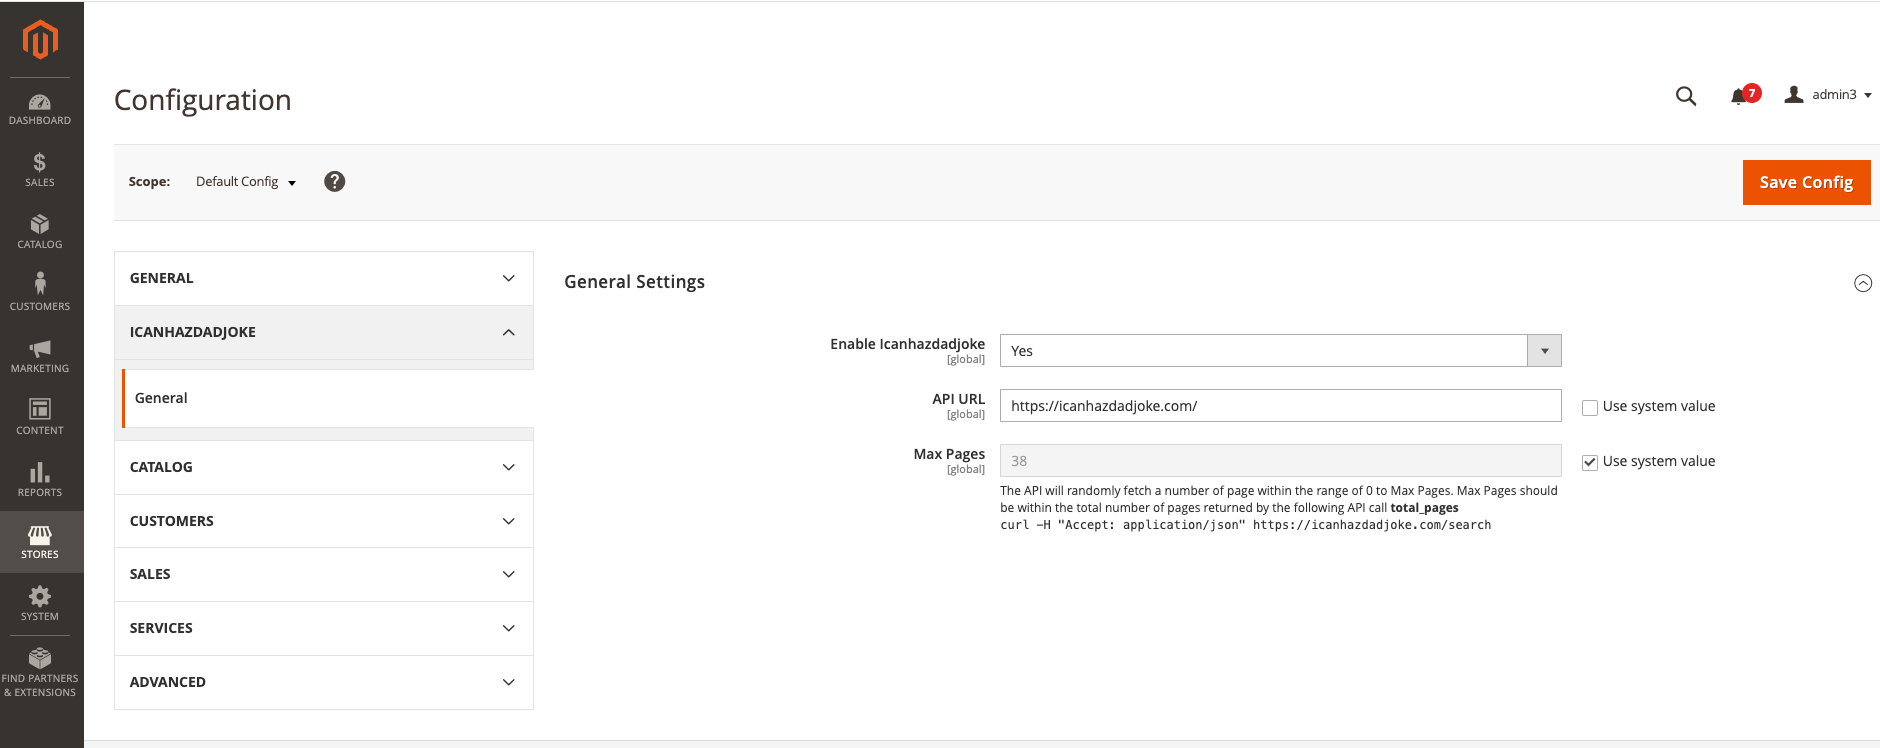 Configuration
7
admin3
Scope:
Default Config
?
Save Config
DASHBOARD
SALES
CATALOG
CUSTOMERS
MARKETING
CONTENT
REPORTS
STORES
SYSTEM
FIND PARTNERS
& EXTENSIONS
GENERAL
ICANHAZDADJOKE
General
CATALOG
CUSTOMERS
SALES
SERVICES
ADVANCED
General Settings
Enable Icanhazdadjoke
[global]
Yes
API URL
[global]
https://icanhazdadjoke.com/
Use system value
Max Pages
[global]
38
Use system value
The API will randomly fetch a number of page within the range of 0 to Max Pages. Max Pages should
be within the total number of pages returned by the following API call total_pages
curl -H "Accept: application/json" https://icanhazdadjoke.com/search